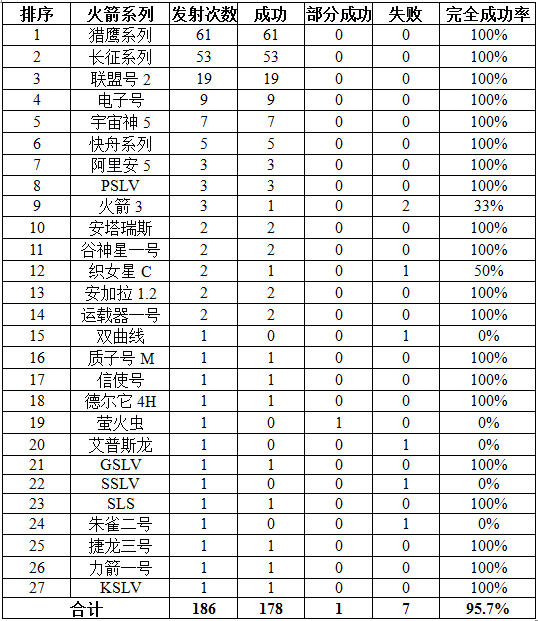 排序 火箭系列 发射次数 成功 部分成功 失败 完全成功率
1 猎鹰系列 61 61 0 0 100%
2 长征系列 53 53 0 0 100%
3 联盟号 2 19 19 0 0 100%
4 电子号 9 9 0 0 100%
5 宇宙神 5 7 7 0 0 100%
6 快舟系列 5 5 0 0 100%
7 阿里安 5 3 3 0 0 100%
8 PSLV 3 3 0 0 100%
9 火箭 3 3 1 0 2 33%
10 安塔瑞斯 2 2 0 0 100%
11 谷神星一号 2 2 0 0 100%
12 织女星 C 2 1 0 1 50%
13 安加拉 1.2 2 2 0 0 100%
14 运载器一号 2 2 0 0 100%
15 双曲线 1 0 0 1 0%
16 质子号 M 1 1 0 0 100%
17 信使号 1 1 0 0 100%
18 德尔它 4H 1 1 0 0 100%
19 萤火虫 1 0 1 0 0%
20 艾普斯龙 1 0 0 1 0%
21 GSLV 1 1 0 0 100%
22 SSLV 1 0 0 1 0%
23 SLS 1 1 0 0 100%
24 朱雀二号 1 0 0 1 0%
25 捷龙三号 1 1 0 0 100%
26 力箭一号 1 1 0 0 100%
27 KSLV 1 1 0 0 100%
合计 186 178 1 7 95.7%